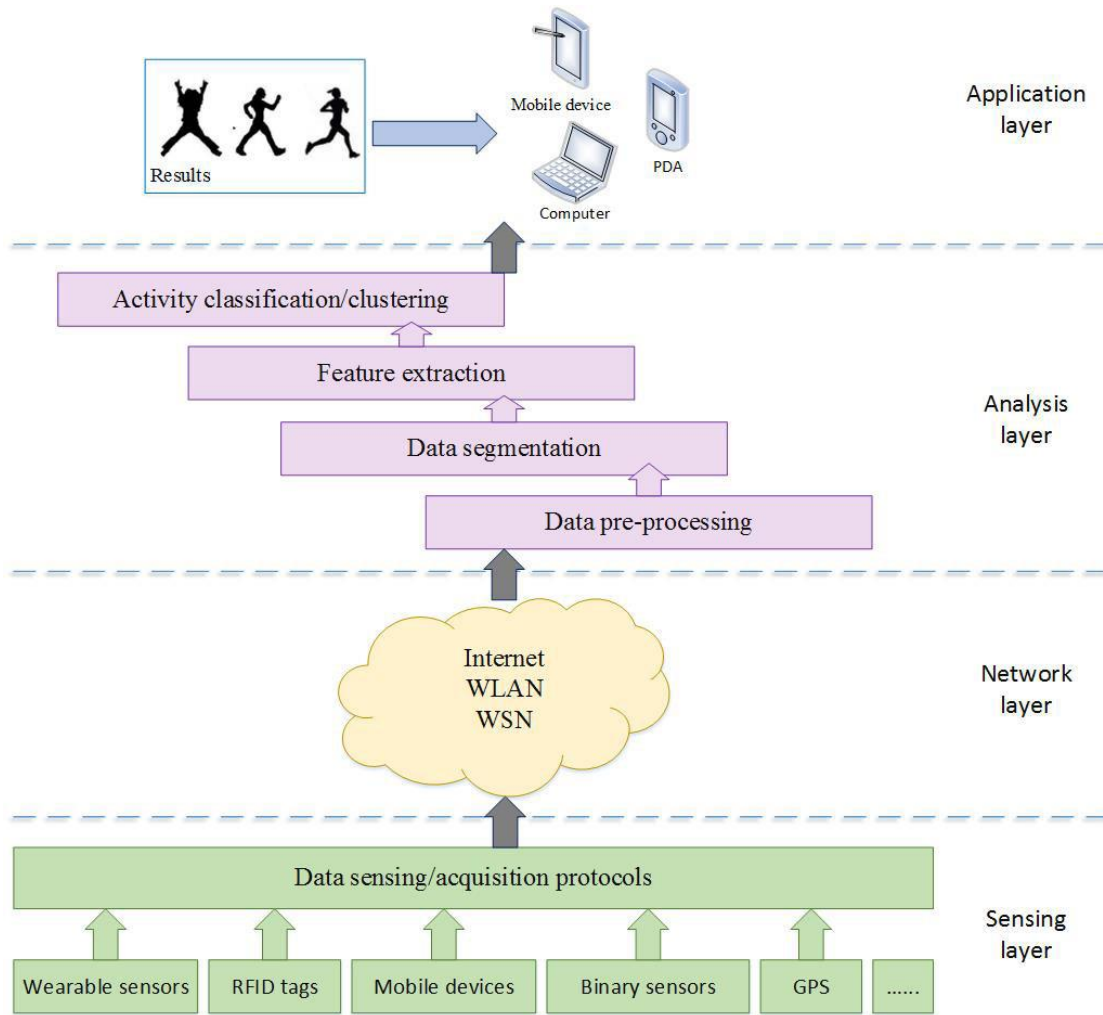 Mobile device
PDA
Computer
Results
Application
layer
Activity classification/clustering
Feature extraction
Data segmentation
Data pre-processing
Analysis
layer
Internet
WLAN
WSN
Network
layer
Data sensing/acquisition protocols
Sensing
layer
Wearable sensors
RFID tags
Mobile devices
Binary sensors
GPS
......